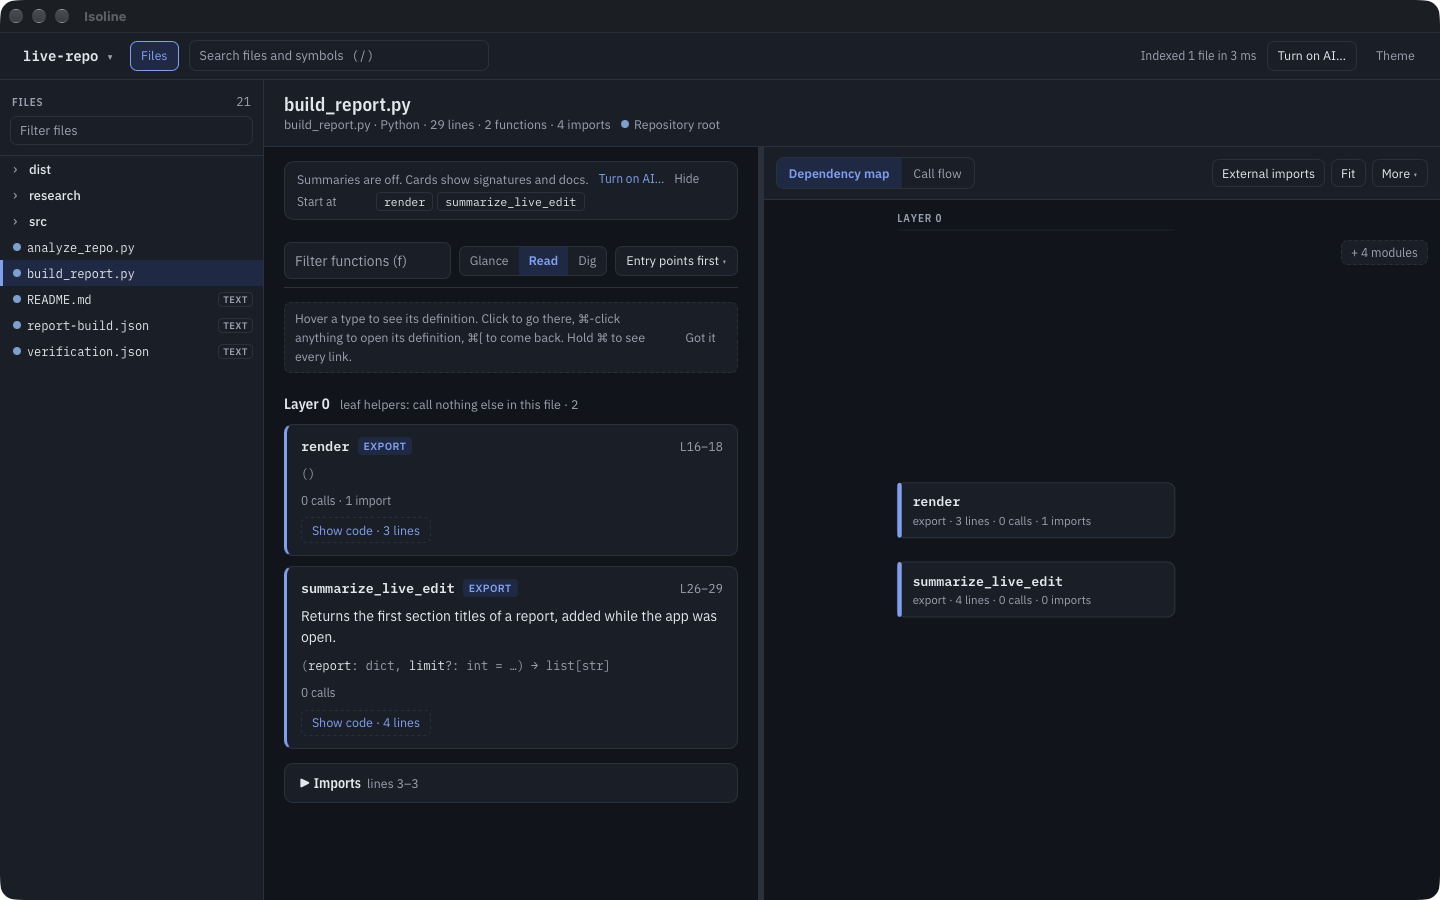 Isoline
live-repo ▾
Files
Search files and symbols (/)
Indexed 1 file in 3 ms
Turn on AI...
Theme
FILES
21
Filter files
› dist
› research
› src
analyze_repo.py
build_report.py
README.md
TEXT
report-build.json
TEXT
verification.json
TEXT
build_report.py
build_report.py · Python · 29 lines · 2 functions · 4 imports
Repository root
Summaries are off. Cards show signatures and docs.
Turn on AI...
Hide
Start at
render
summarize_live_edit
Filter functions (f)
Glance
Read
Dig
Entry points first ▾
Hover a type to see its definition. Click to go there, ⌘-click
anything to open its definition, ⌘[ to come back. Hold ⌘ to see
every link.
Got it
Layer 0
leaf helpers: call nothing else in this file · 2
render
EXPORT
L16–18
()
0 calls · 1 import
Show code · 3 lines
summarize_live_edit
EXPORT
L26–29
Returns the first section titles of a report, added while the app was
open.
(report: dict, limit?: int = …) → list[str]
0 calls
Show code · 4 lines
▶ Imports lines 3–3
Dependency map
Call flow
External imports
Fit
More ▾
LAYER 0
+ 4 modules
render
export · 3 lines · 0 calls · 1 imports
summarize_live_edit
export · 4 lines · 0 calls · 0 imports